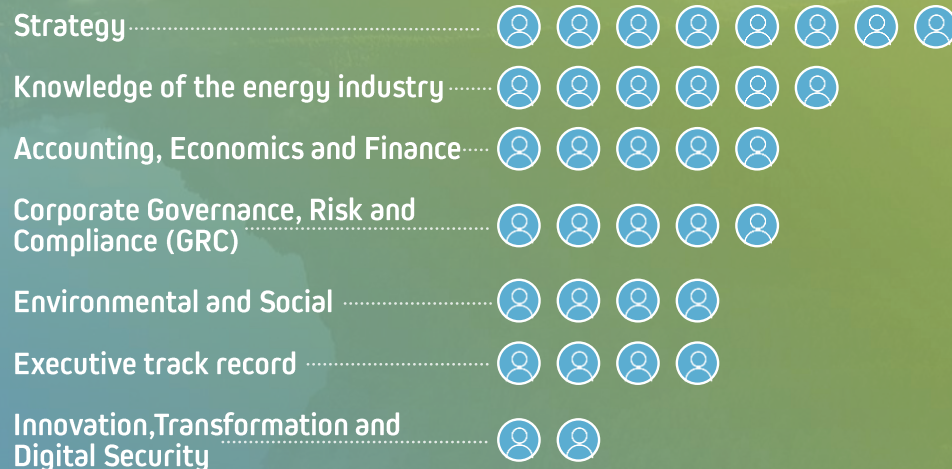 Strategy
Knowledge of the energy industry
Accounting, Economics and Finance
Corporate Governance, Risk and
Compliance (GRC)
Environmental and Social
Executive track record
Innovation,Transformation and
Digital Security